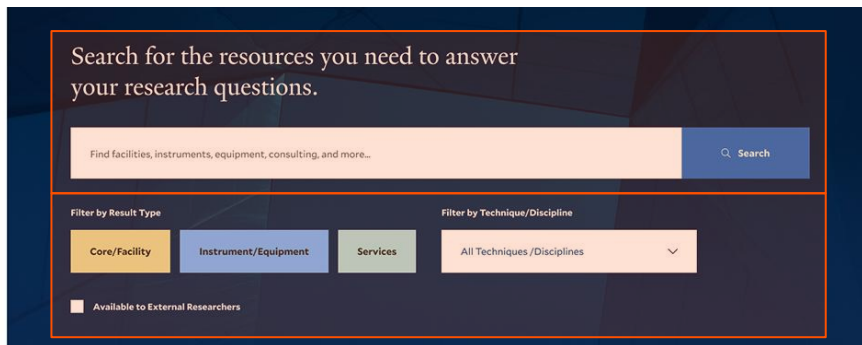 Search for the resources you need to answer
your research questions.
Find facilities, instruments, equipment, consulting, and more...
Search
Filter by Result Type
Filter by Technique/Discipline
Core/Facility
Instrument/Equipment
Services
All Techniques /Disciplines
Available to External Researchers